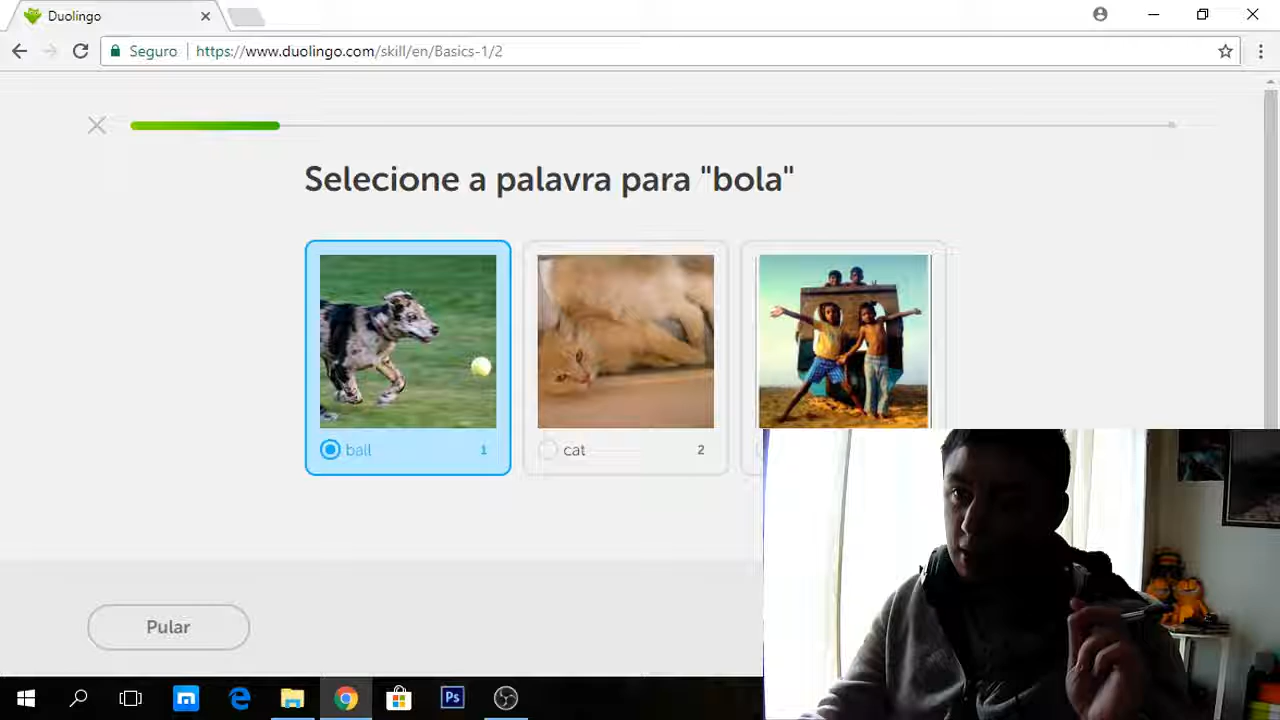 Duolingo
Seguro
https://www.duolingo.com/skill/en/Basics-1/2
Selecione a palavra para "bola"
ball 1
cat 2
Pular
Ps